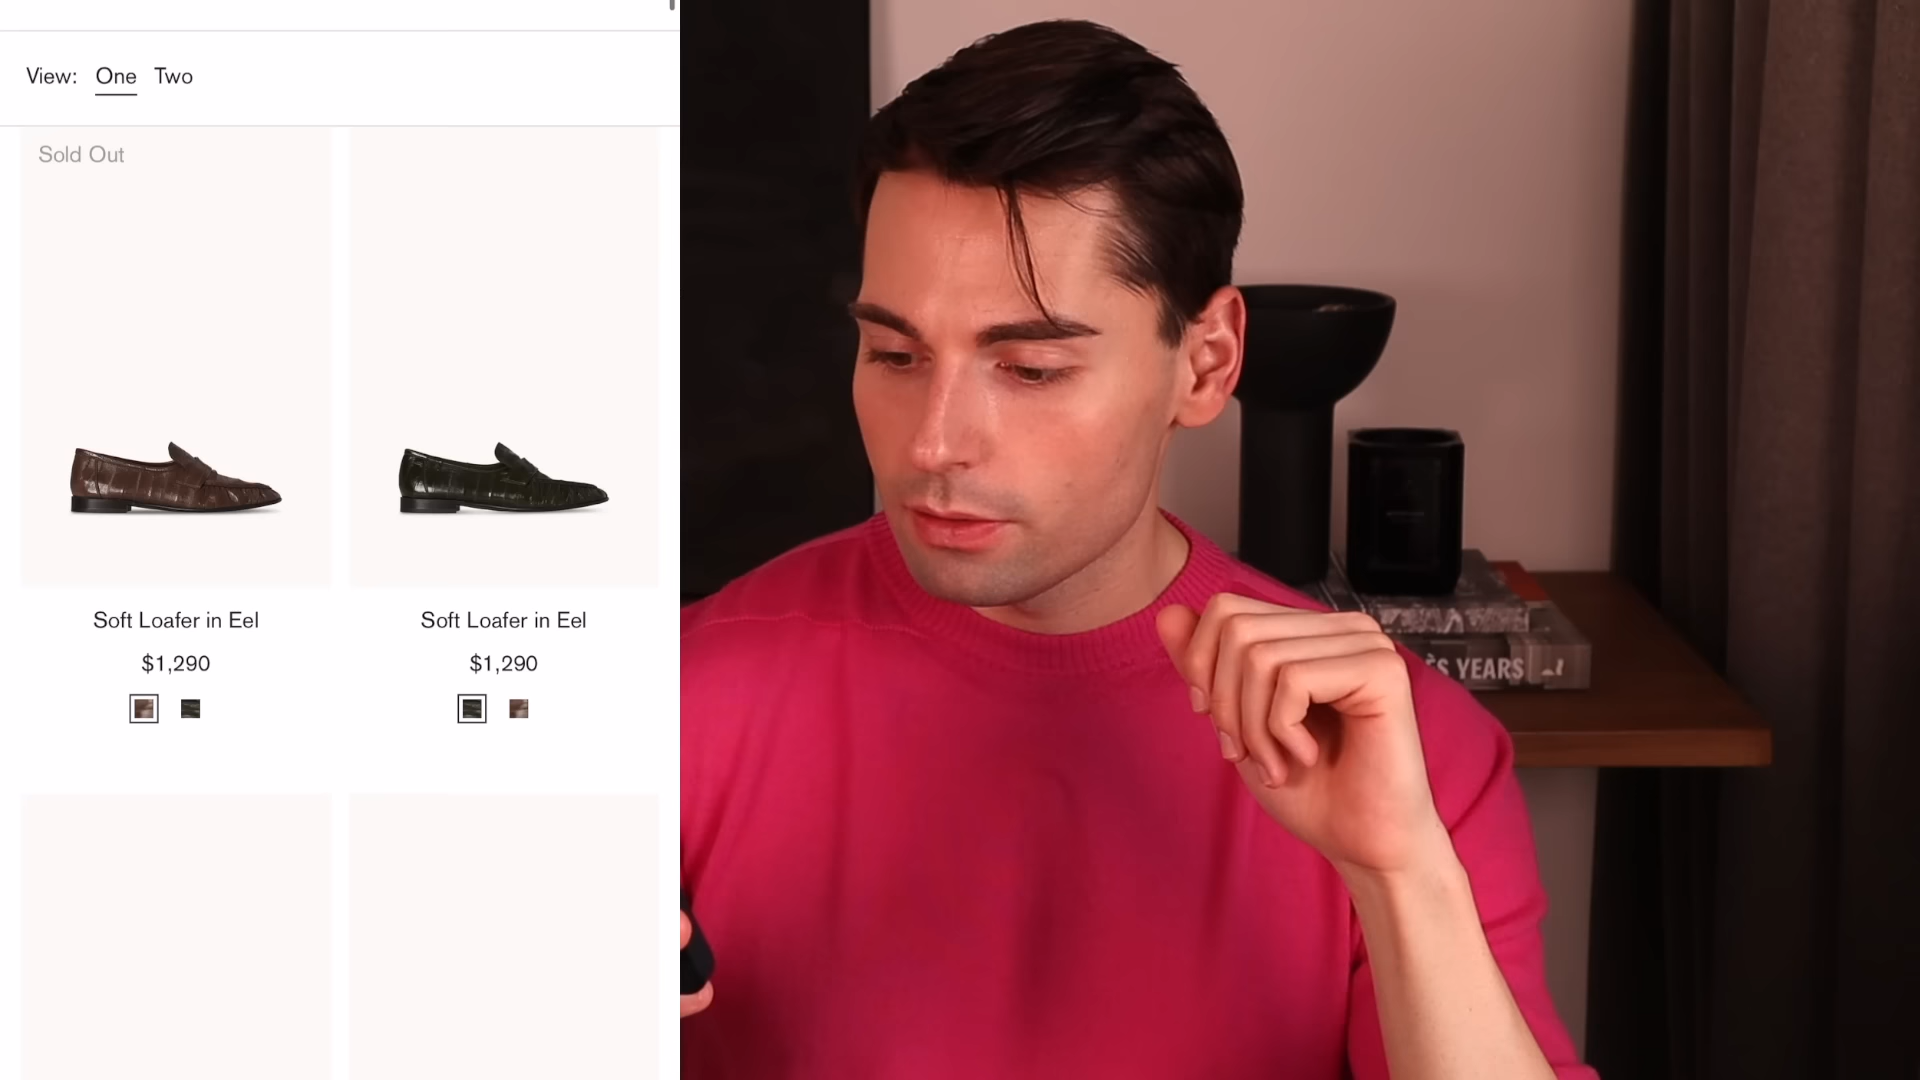 View: One Two
Sold Out
Soft Loafer in Eel
$1,290
Soft Loafer in Eel
$1,290
YEARS